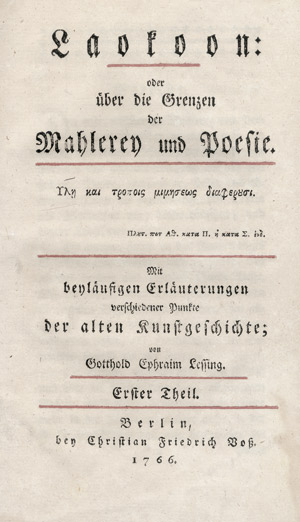 Laokoon:
oder
über die Grenzen
der
Mahlerey und Poesie.
Υλη και τροποις μιμησεως διαφερουσι.
Πλουτ. ποτ Αθ. κατα Π. η κατα Σ. ενδ.
Mit
beyläufigen Erläuterungen
verschiedener Punkte
der alten Kunstgeschichte;
von
Gotthold Ephraim Lessing.
Erster Theil.
Berlin,
bey Christian Friedrich Voß.
1766.